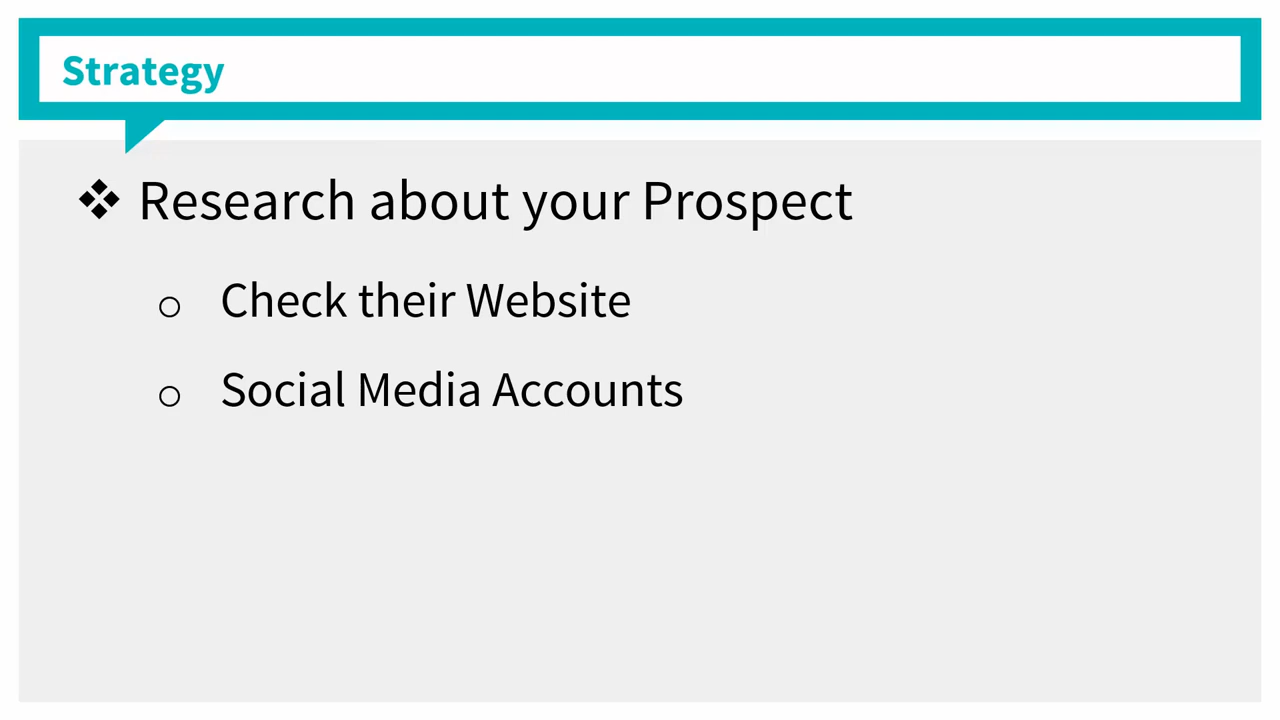 Strategy
❖ Research about your Prospect
o Check their Website
o Social Media Accounts